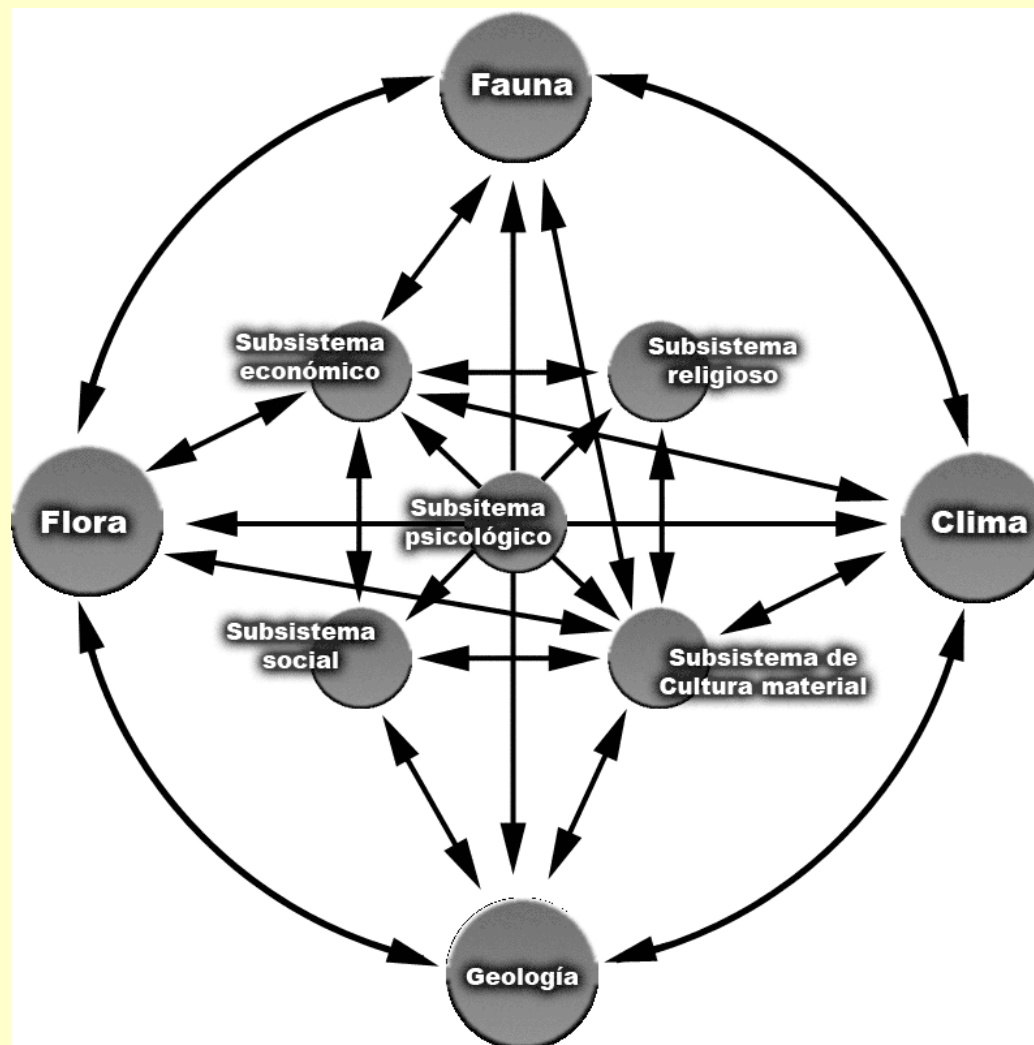 Fauna
Subsistema
económico
Subsistema
religioso
Flora
Subsitema
psicológico
Clima
Subsistema
social
Subsistema de
Cultura material
Geología